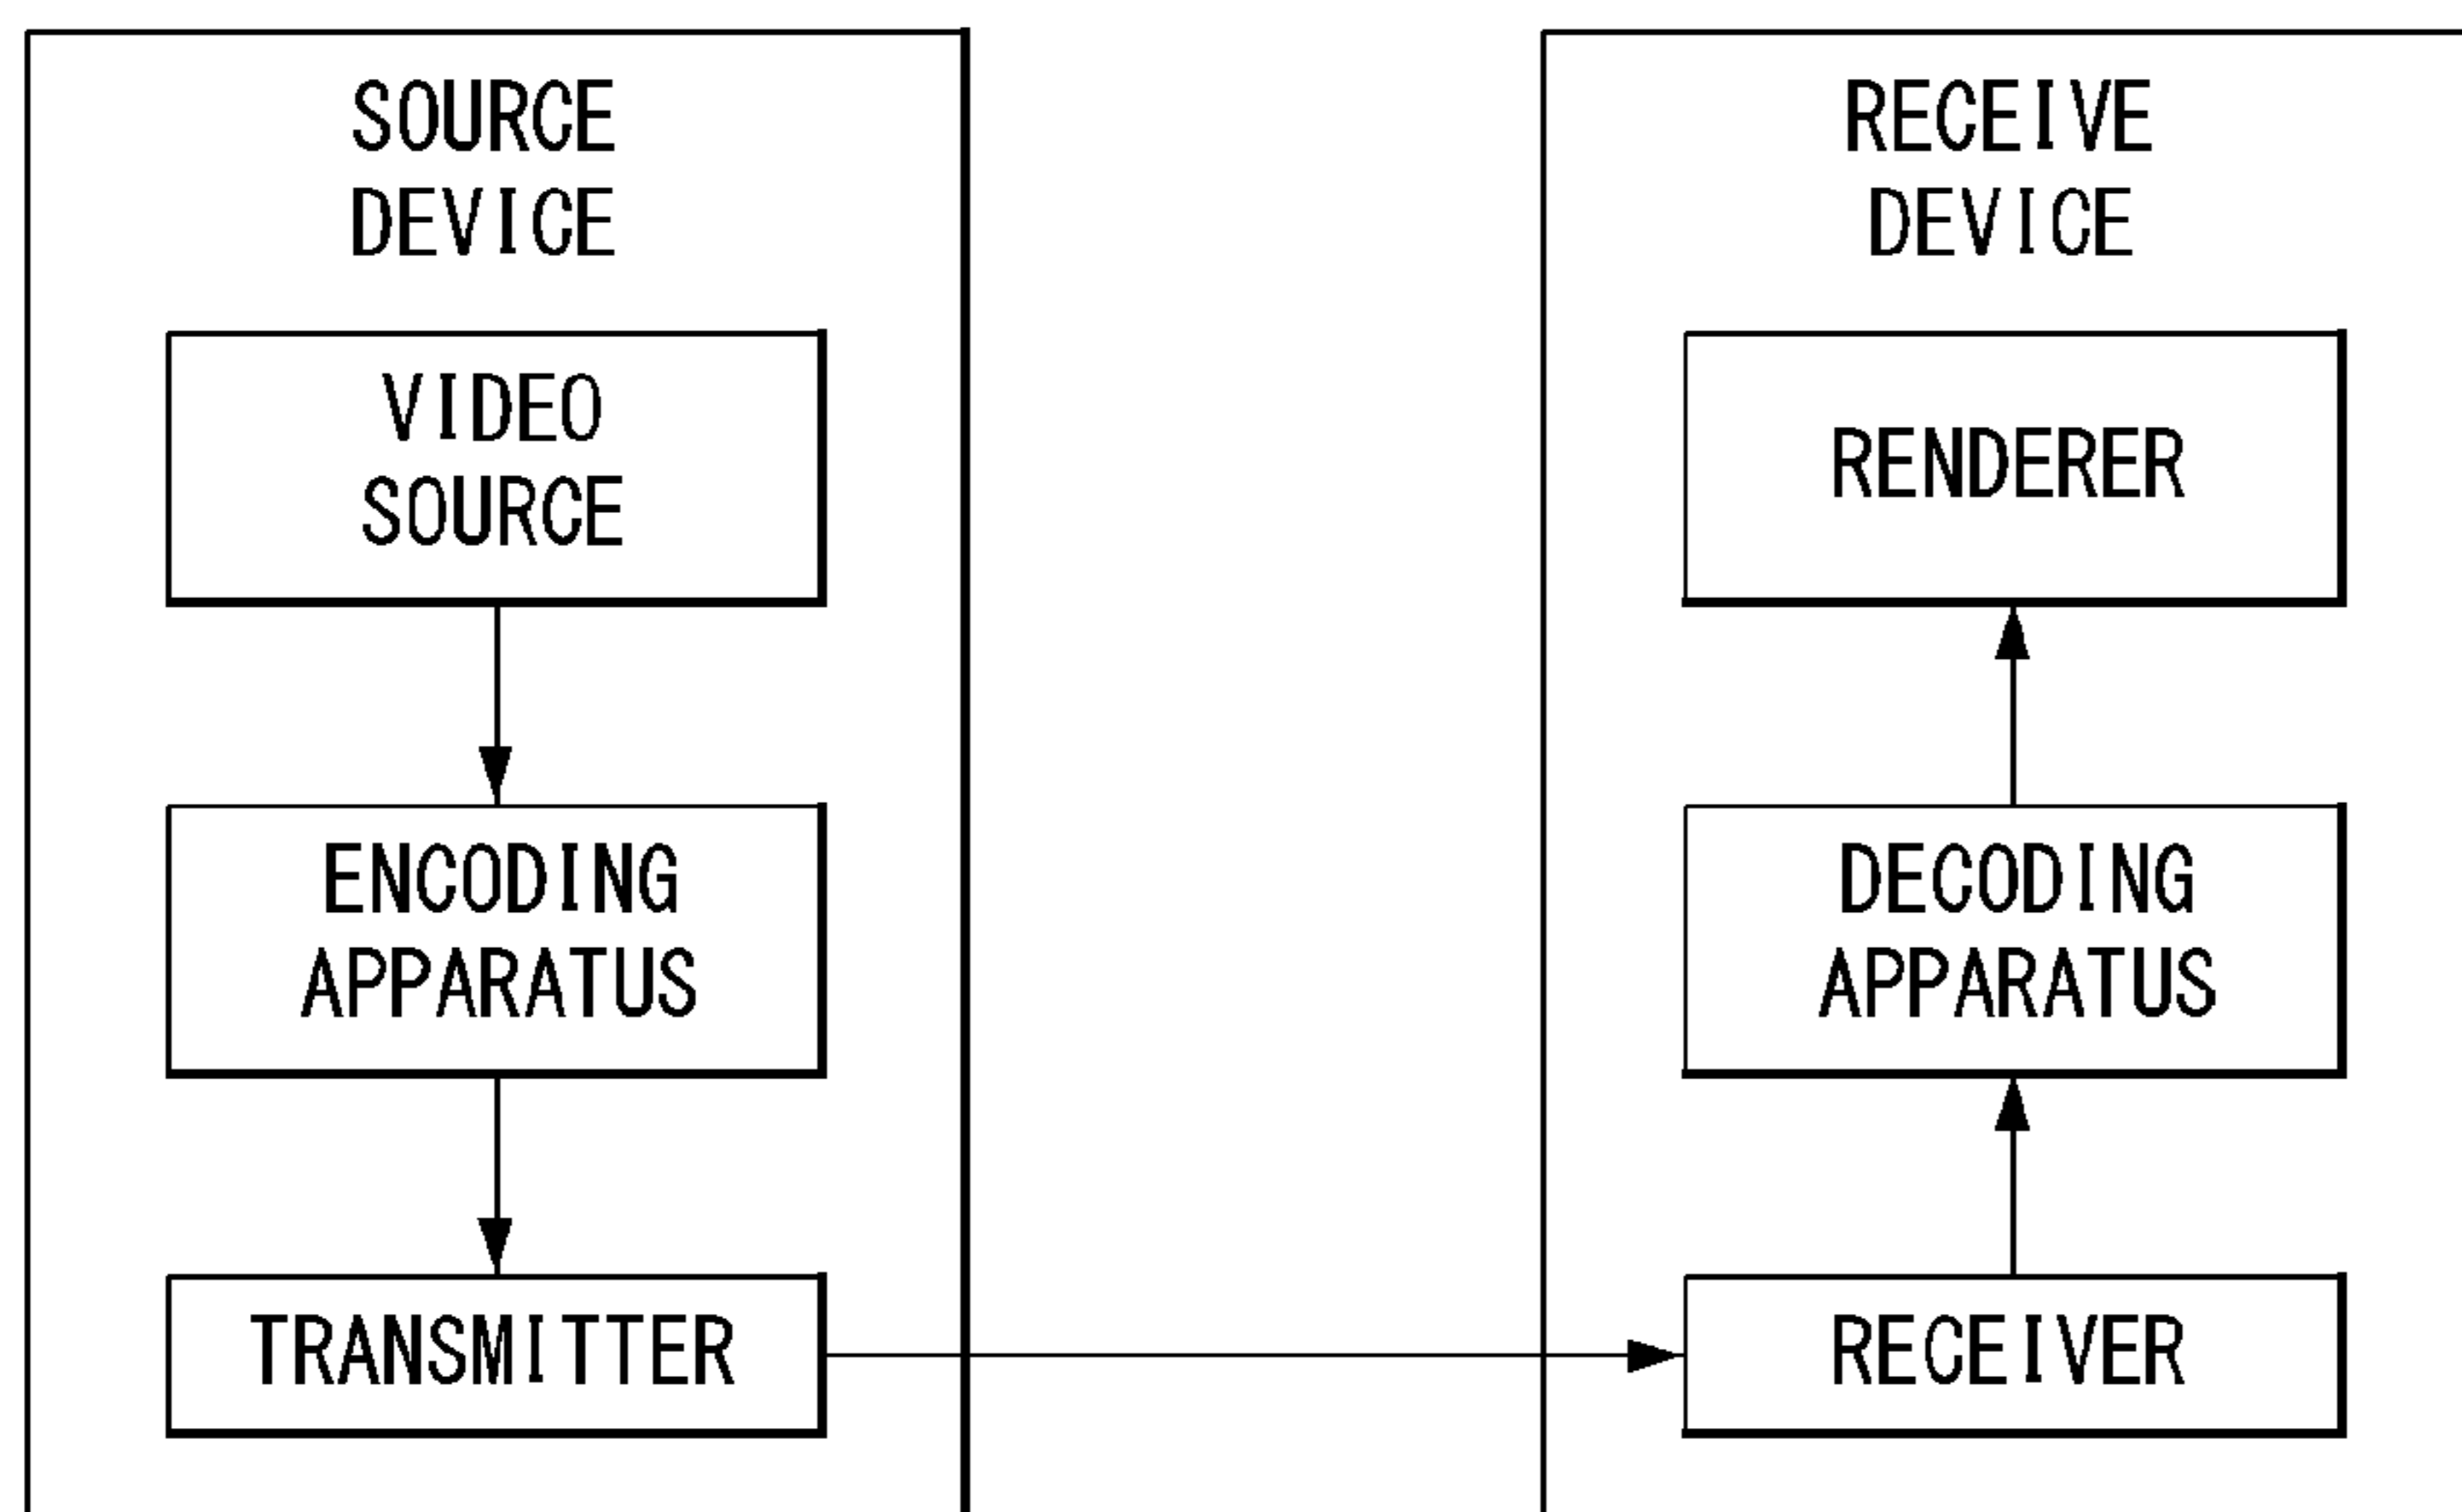 SOURCE
DEVICE
VIDEO
SOURCE
ENCODING
APPARATUS
TRANSMITTER
RECEIVE
DEVICE
RENDERER
DECODING
APPARATUS
RECEIVER